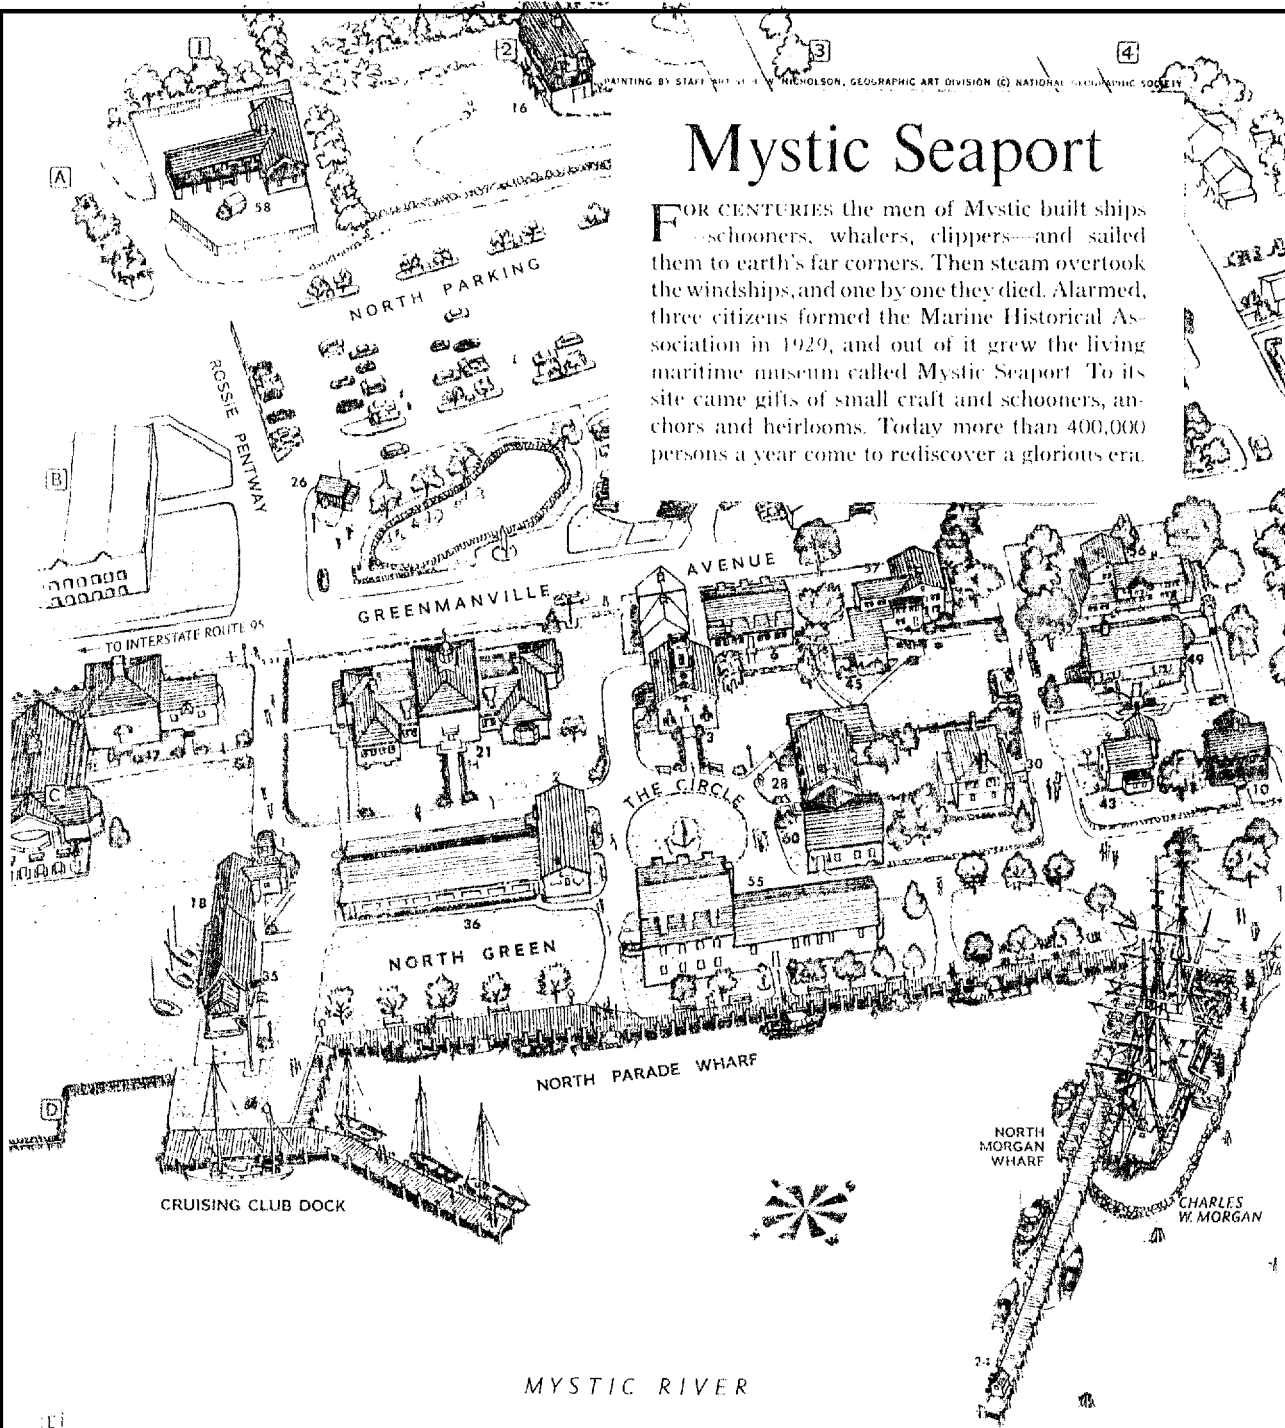 1
2
3
4
PAINTING BY STAFF NICHOLSON, GEOGRAPHIC ART DIVISION (C) NATIONAL GEOGRAPHIC SOCIETY
16
Mystic Seaport
A
58
FOR CENTURIES the men of Mystic built ships
—schooners, whalers, clippers—and sailed
them to earth's far corners. Then steam overtook
the windships, and one by one they died. Alarmed,
three citizens formed the Marine Historical As-
sociation in 1929, and out of it grew the living
maritime museum called Mystic Seaport. To its
site came gifts of small craft and schooners, an-
chors and heirlooms. Today more than 400,000
persons a year come to rediscover a glorious era.
NORTH PARKING
ROSSIE PENTWAY
B
26
GREENMANVILLE AVENUE
37
56
← TO INTERSTATE ROUTE 95
6
45
49
47
21
3
C
THE CIRCLE
28
30
43
10
60
18
36
55
NORTH GREEN
35
NORTH PARADE WHARF
D
NORTH
MORGAN
WHARF
CRUISING CLUB DOCK
CHARLES
W. MORGAN
MYSTIC RIVER